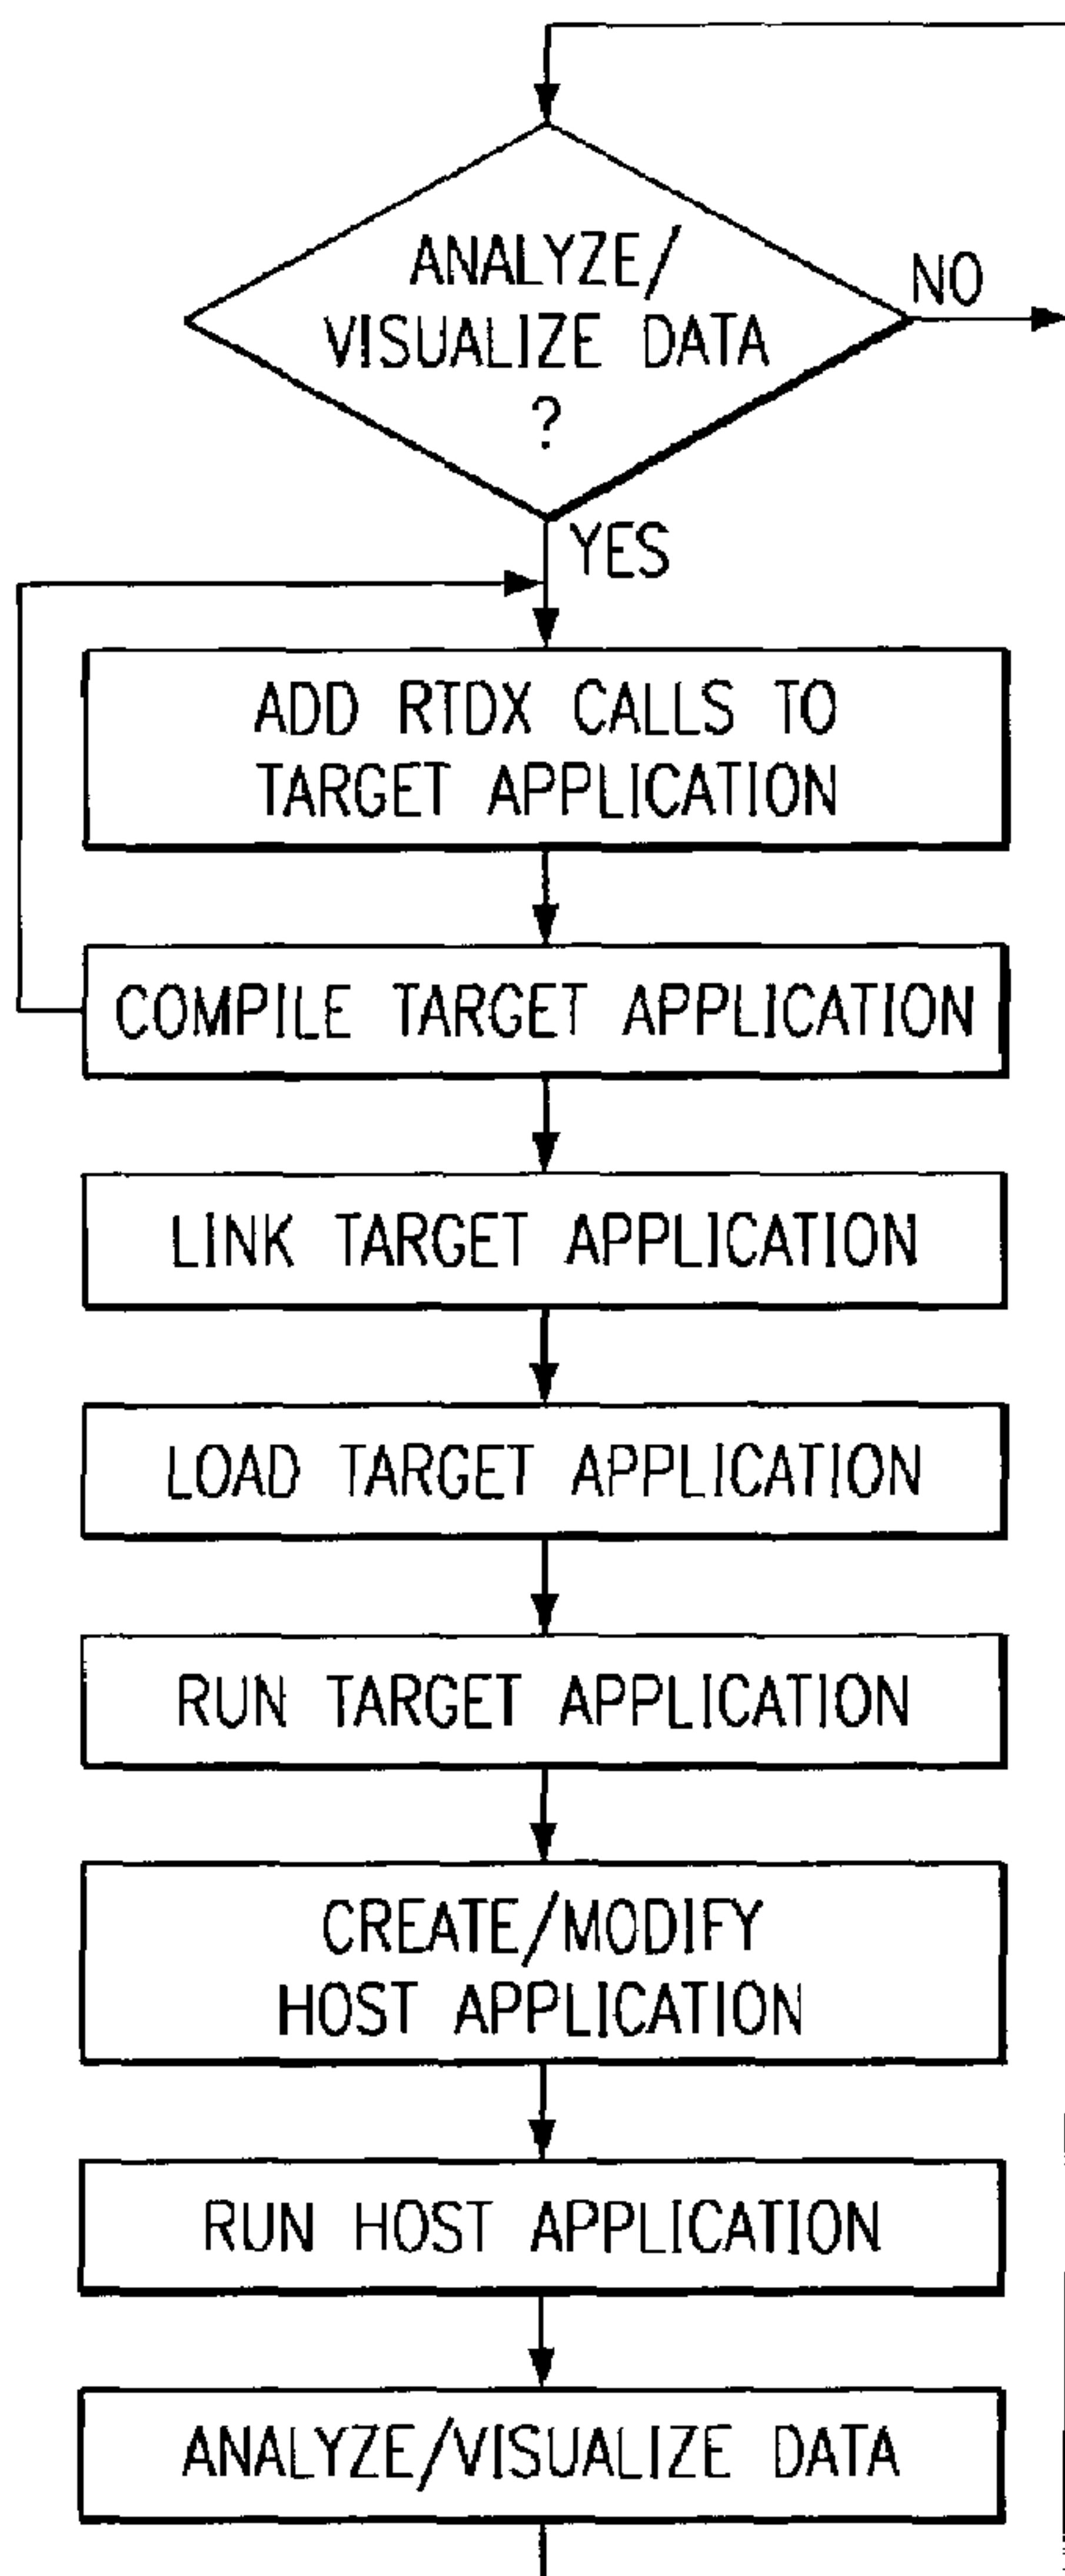 ANALYZE/
VISUALIZE DATA
?
NO
YES
ADD RTDX CALLS TO
TARGET APPLICATION
COMPILE TARGET APPLICATION
LINK TARGET APPLICATION
LOAD TARGET APPLICATION
RUN TARGET APPLICATION
CREATE/MODIFY
HOST APPLICATION
RUN HOST APPLICATION
ANALYZE/VISUALIZE DATA